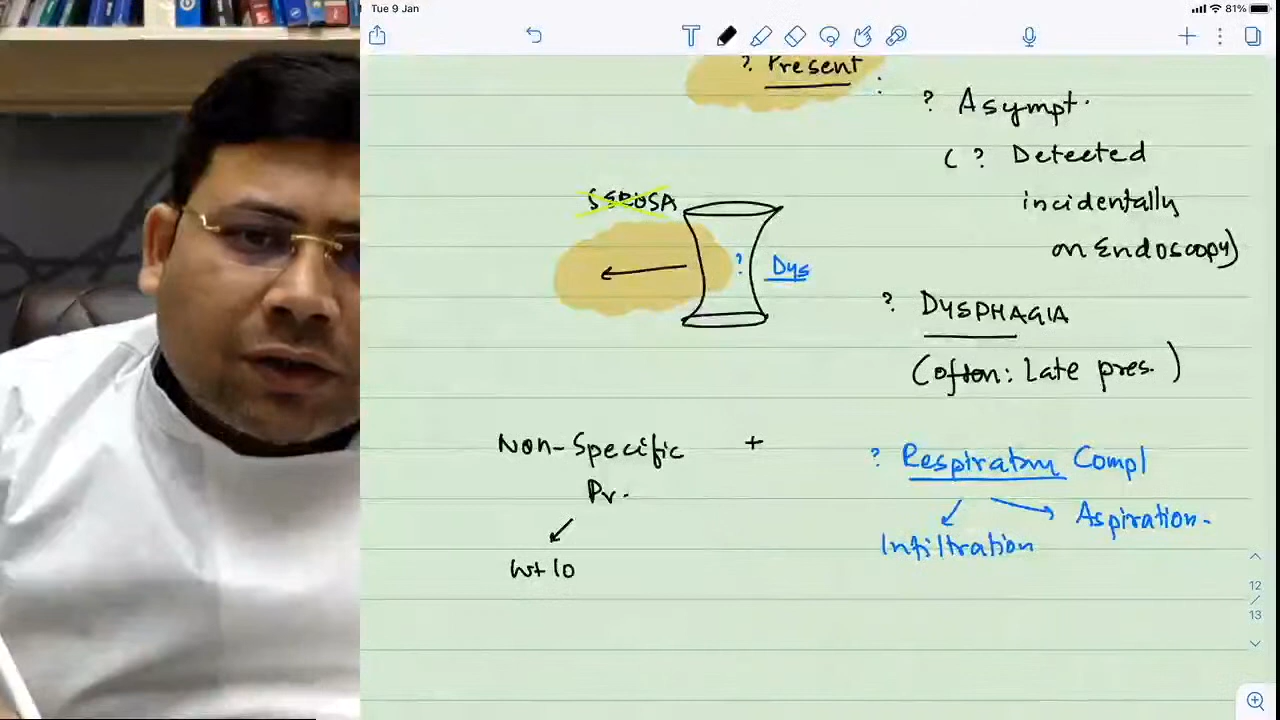 Tue 9 Jan
81%
T
? Present :
? Asympt.
( ? Detected
incidentally
on Endoscopy)
SEROSA
? Dys
? DYSPHAGIA
(often: Late pres. )
Non-Specific +
Pr.
wt lo
? Respiratory Compl
Infiltration
Aspiration.
12
/
13